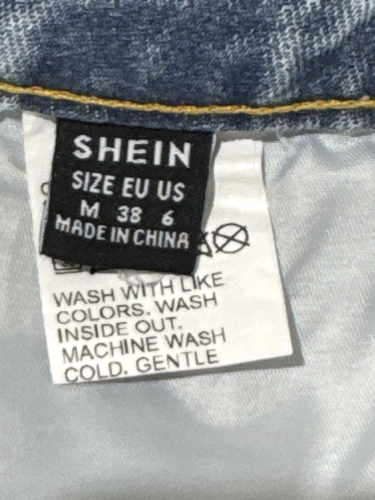 SHEIN
SIZE EU US
M 38 6
MADE IN CHINA
WASH WITH LIKE
COLORS. WASH
INSIDE OUT.
MACHINE WASH
COLD. GENTLE